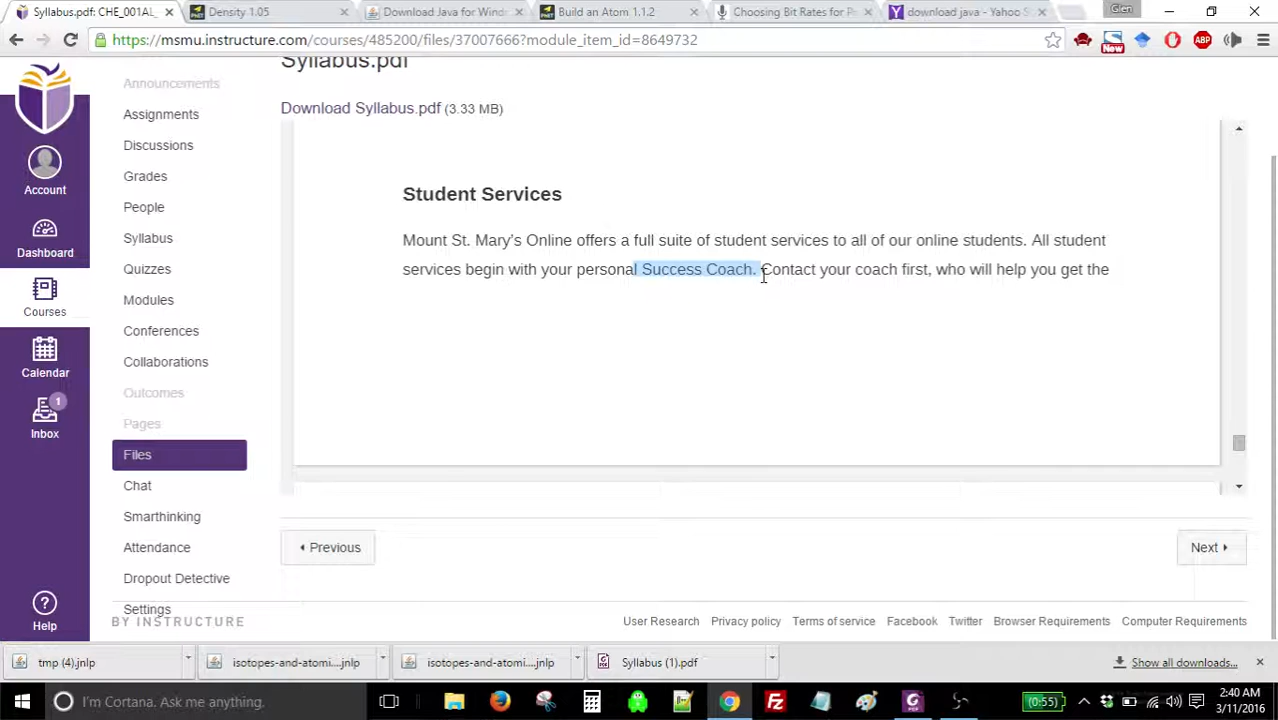 Syllabus.pdf: CHE_001AL_
Density 1.05
Download Java for Wind
Build an Atom 1.1.2
Choosing Bit Rates for P
download java - Yahoo S
Glen
https://msmu.instructure.com/courses/485200/files/37007666?module_item_id=8649732
New
ABP
Syllabus.pdf
Download Syllabus.pdf (3.33 MB)
Account
Dashboard
Courses
Calendar
1
Inbox
Help
Announcements
Assignments
Discussions
Grades
People
Syllabus
Quizzes
Modules
Conferences
Collaborations
Outcomes
Pages
Files
Chat
Smarthinking
Attendance
Dropout Detective
Settings
Student Services
Mount St. Mary's Online offers a full suite of student services to all of our online students. All student
services begin with your personal Success Coach. Contact your coach first, who will help you get the
Previous
Next
BY INSTRUCTURE
User Research
Privacy policy
Terms of service
Facebook
Twitter
Browser Requirements
Computer Requirements
tmp (4).jnlp
isotopes-and-atomi....jnlp
isotopes-and-atomi....jnlp
Syllabus (1).pdf
Show all downloads...
I'm Cortana. Ask me anything.
(0:55)
2:40 AM
3/11/2016